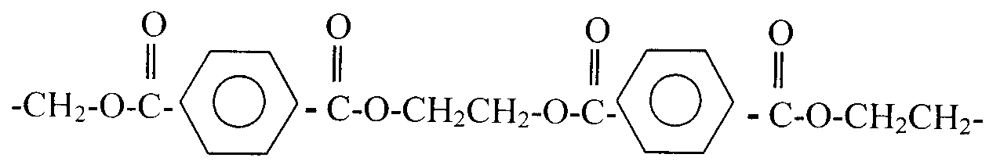 O O O O
-CH₂-O-C- -C-O-CH₂CH₂-O-C- -C-O-CH₂CH₂-